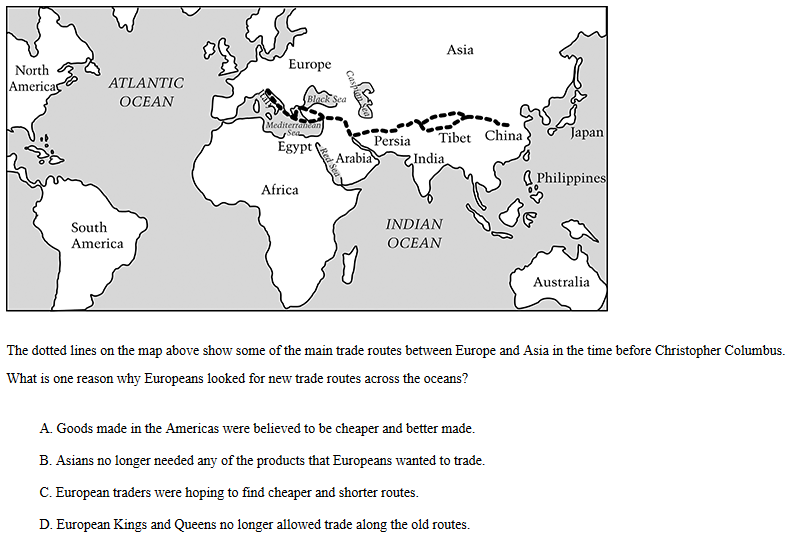 Asia
Europe
North
America
ATLANTIC
OCEAN
Caspian Sea
Italy
Black Sea
Mediterranean
Sea
Persia
Tibet
China
Japan
Egypt
Red Sea
Arabia
India
Philippines
Africa
South
America
INDIAN
OCEAN
Australia
The dotted lines on the map above show some of the main trade routes between Europe and Asia in the time before Christopher Columbus.
What is one reason why Europeans looked for new trade routes across the oceans?
A. Goods made in the Americas were believed to be cheaper and better made.
B. Asians no longer needed any of the products that Europeans wanted to trade.
C. European traders were hoping to find cheaper and shorter routes.
D. European Kings and Queens no longer allowed trade along the old routes.